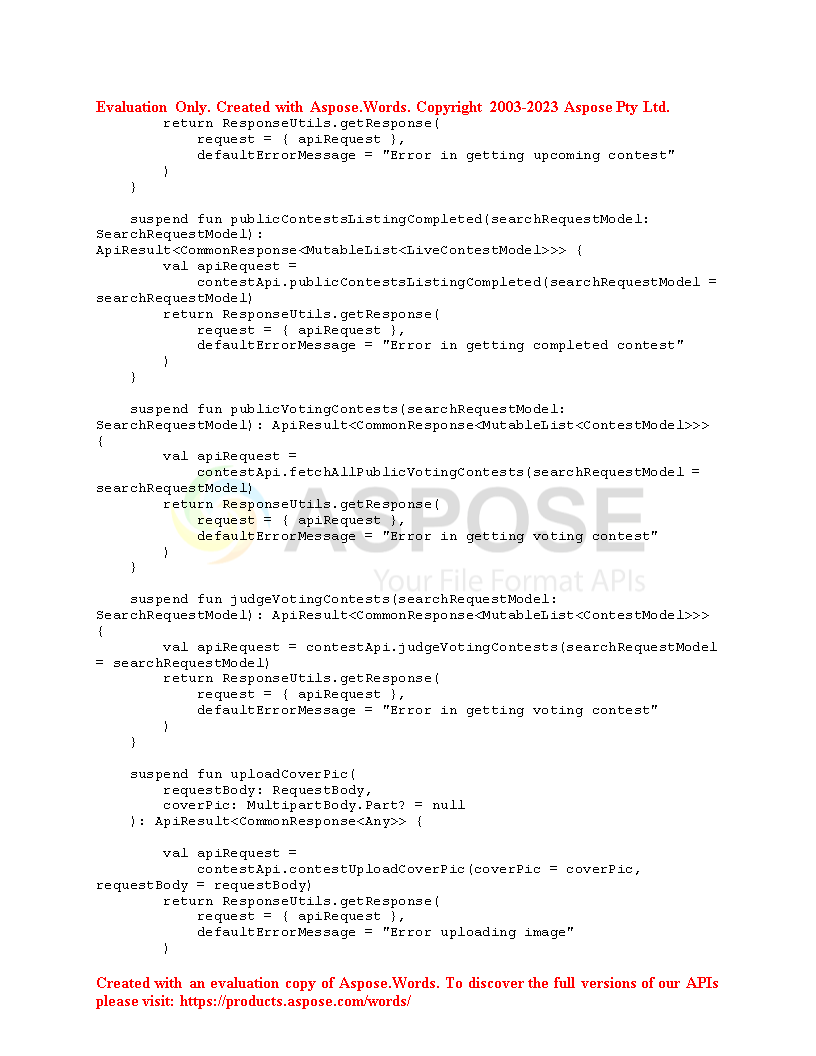 Evaluation Only. Created with Aspose.Words. Copyright 2003-2023 Aspose Pty Ltd.
        return ResponseUtils.getResponse(
            request = { apiRequest },
            defaultErrorMessage = "Error in getting upcoming contest"
        )
    }

    suspend fun publicContestsListingCompleted(searchRequestModel:
SearchRequestModel):
ApiResult<CommonResponse<MutableList<LiveContestModel>>> {
        val apiRequest =
            contestApi.publicContestsListingCompleted(searchRequestModel =
searchRequestModel)
        return ResponseUtils.getResponse(
            request = { apiRequest },
            defaultErrorMessage = "Error in getting completed contest"
        )
    }

    suspend fun publicVotingContests(searchRequestModel:
SearchRequestModel): ApiResult<CommonResponse<MutableList<ContestModel>>>
{
        val apiRequest =
            contestApi.fetchAllPublicVotingContests(searchRequestModel =
searchRequestModel)
        return ResponseUtils.getResponse(
            request = { apiRequest },
            defaultErrorMessage = "Error in getting voting contest"
        )
    }

    suspend fun judgeVotingContests(searchRequestModel:
SearchRequestModel): ApiResult<CommonResponse<MutableList<ContestModel>>>
{
        val apiRequest = contestApi.judgeVotingContests(searchRequestModel
= searchRequestModel)
        return ResponseUtils.getResponse(
            request = { apiRequest },
            defaultErrorMessage = "Error in getting voting contest"
        )
    }

    suspend fun uploadCoverPic(
        requestBody: RequestBody,
        coverPic: MultipartBody.Part? = null
    ): ApiResult<CommonResponse<Any>> {

        val apiRequest =
            contestApi.contestUploadCoverPic(coverPic = coverPic,
requestBody = requestBody)
        return ResponseUtils.getResponse(
            request = { apiRequest },
            defaultErrorMessage = "Error uploading image"
        )
ASPOSE
Your File Format APIs
Created with an evaluation copy of Aspose.Words. To discover the full versions of our APIs
please visit: https://products.aspose.com/words/